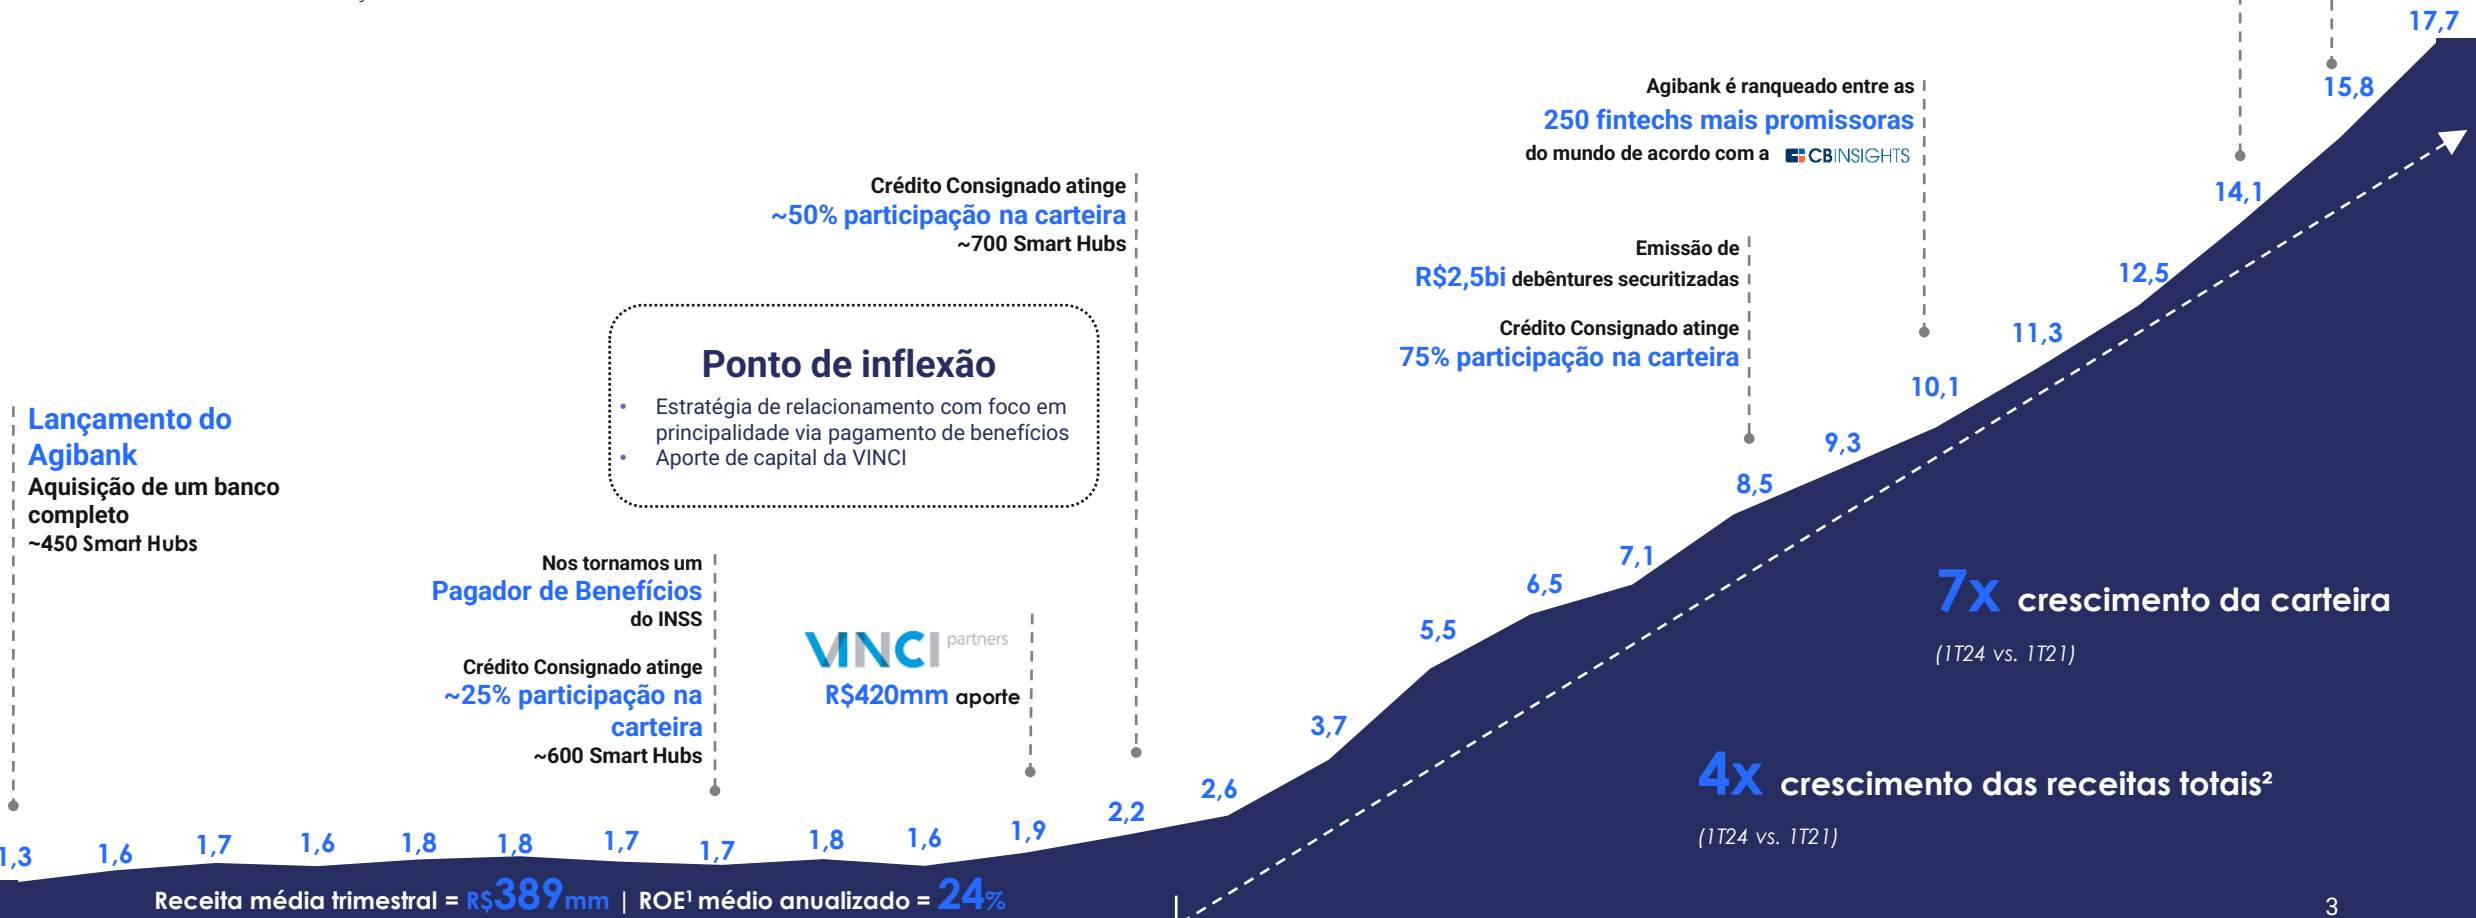 17,7
15,8
Agibank é ranqueado entre as
250 fintechs mais promissoras
do mundo de acordo com a CBINSIGHTS
14,1
Crédito Consignado atinge
~50% participação na carteira
~700 Smart Hubs
Emissão de
R$2,5bi debêntures securitizadas
Crédito Consignado atinge
75% participação na carteira
12,5
11,3
10,1
9,3
8,5
Ponto de inflexão
• Estratégia de relacionamento com foco em
principalidade via pagamento de benefícios
• Aporte de capital da VINCI
Lançamento do
Agibank
Aquisição de um banco
completo
~450 Smart Hubs
Nos tornamos um
Pagador de Benefícios
do INSS
Crédito Consignado atinge
~25% participação na
carteira
~600 Smart Hubs
VINCI partners
R$420mm aporte
7,1
6,5
5,5
3,7
2,6
2,2
1,9
1,6
1,8
1,7
1,7
1,8
1,8
1,6
1,7
1,6
1,3
7x crescimento da carteira
(1T24 vs. 1T21)
4x crescimento das receitas totais²
(1T24 vs. 1T21)
Receita média trimestral = R$389mm | ROE¹ médio anualizado = 24%
3